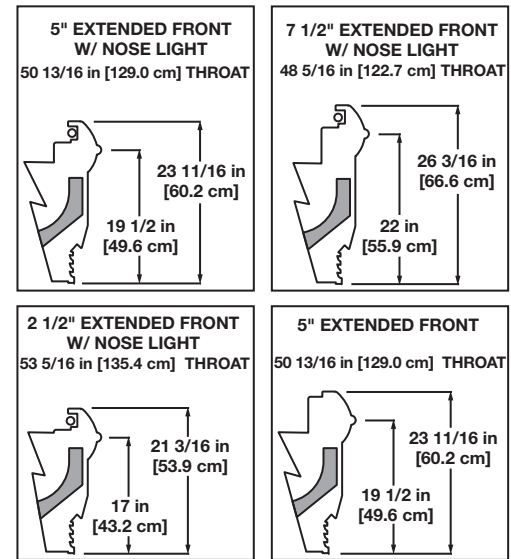 5" EXTENDED FRONT
W/ NOSE LIGHT
50 13/16 in [129.0 cm] THROAT
23 11/16 in
[60.2 cm]
19 1/2 in
[49.6 cm]
7 1/2" EXTENDED FRONT
W/ NOSE LIGHT
48 5/16 in [122.7 cm] THROAT
26 3/16 in
[66.6 cm]
22 in
[55.9 cm]
2 1/2" EXTENDED FRONT
W/ NOSE LIGHT
53 5/16 in [135.4 cm] THROAT
21 3/16 in
[53.9 cm]
17 in
[43.2 cm]
5" EXTENDED FRONT
50 13/16 in [129.0 cm] THROAT
23 11/16 in
[60.2 cm]
19 1/2 in
[49.6 cm]